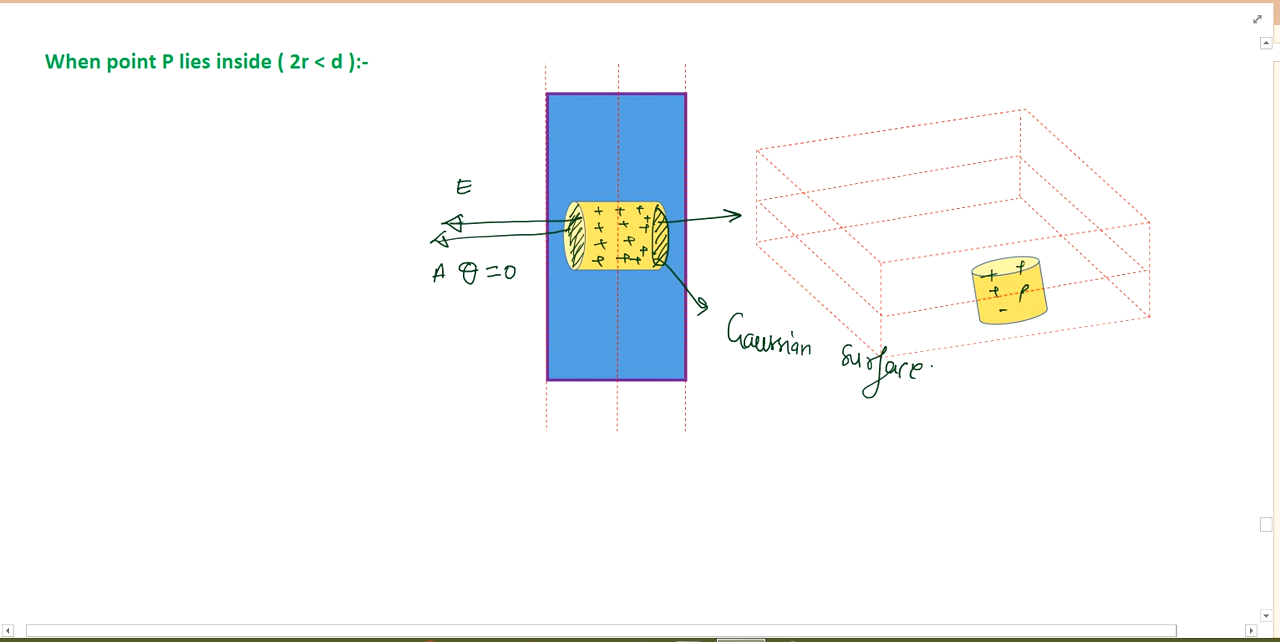 When point P lies inside ( 2r < d ):-
E
A θ = 0
Gaussian surface.